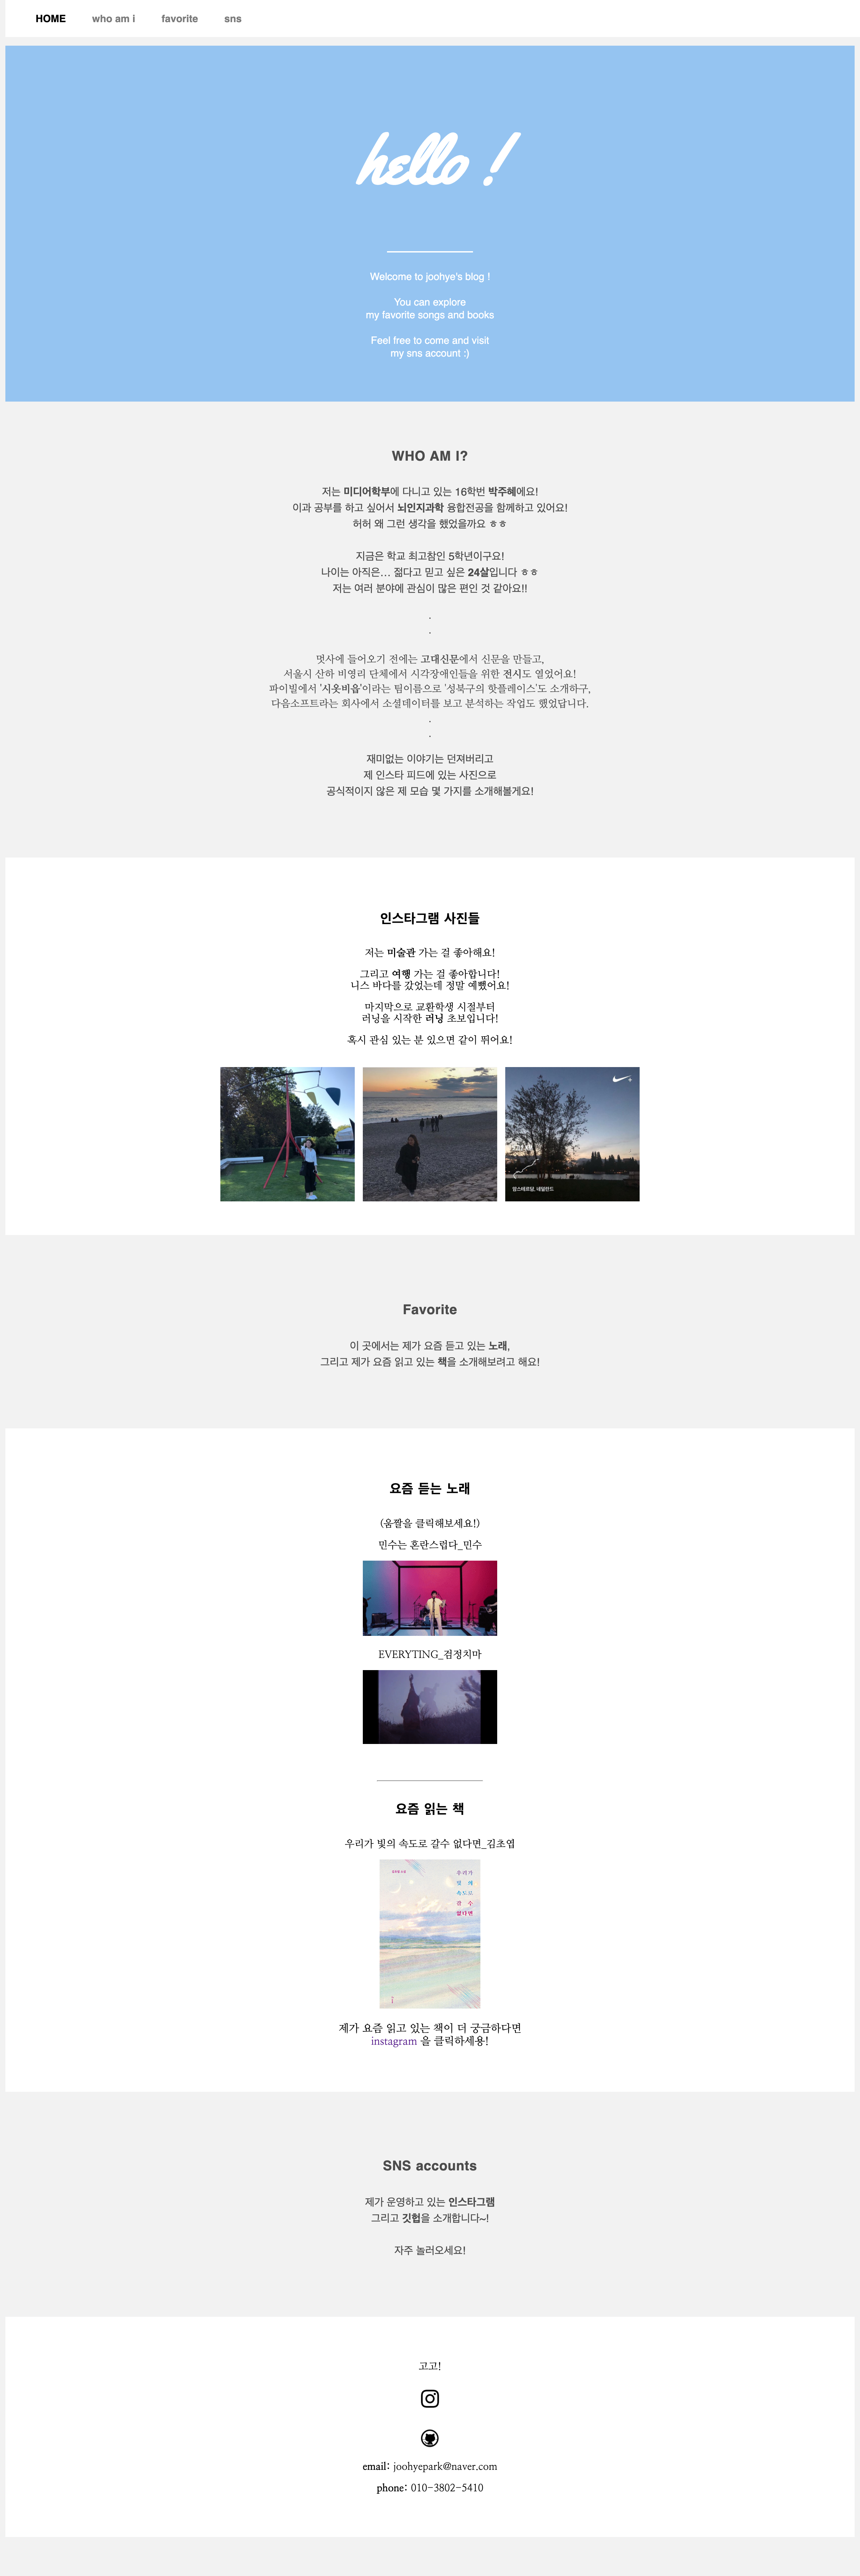 HOME who am i favorite sns
hello !
Welcome to joohye's blog !
You can explore
my favorite songs and books
Feel free to come and visit
my sns account :)
WHO AM I?
저는 미디어학부에 다니고 있는 16학번 박주혜에요!
이과 공부를 하고 싶어서 뇌인지과학 융합전공을 함께하고 있어요!
허허 왜 그런 생각을 했었을까요 ㅎㅎ
지금은 학교 최고참인 5학년이구요!
나이는 아직은... 젊다고 믿고 싶은 24살입니다 ㅎㅎ
저는 여러 분야에 관심이 많은 편인 것 같아요!!
.
.
멋사에 들어오기 전에는 고대신문에서 신문을 만들고,
서울시 산하 비영리 단체에서 시각장애인들을 위한 전시도 열었어요!
파이빌에서 '시옷비읍'이라는 팀이름으로 '성북구의 핫플레이스'도 소개하구,
다음소프트라는 회사에서 소셜데이터를 보고 분석하는 작업도 했었답니다.
.
.
재미없는 이야기는 던져버리고
제 인스타 피드에 있는 사진으로
공식적이지 않은 제 모습 몇 가지를 소개해볼게요!
인스타그램 사진들
저는 미술관 가는 걸 좋아해요!
그리고 여행 가는 걸 좋아합니다!
니스 바다를 갔었는데 정말 예뻤어요!
마지막으로 교환학생 시절부터
러닝을 시작한 러닝 초보입니다!
혹시 관심 있는 분 있으면 같이 뛰어요!
암스테르담, 네덜란드
Favorite
이 곳에서는 제가 요즘 듣고 있는 노래,
그리고 제가 요즘 읽고 있는 책을 소개해보려고 해요!
요즘 듣는 노래
(움짤을 클릭해보세요!)
민수는 혼란스럽다_민수
EVERYTING_검정치마
요즘 읽는 책
우리가 빛의 속도로 갈수 없다면_김초엽
우리가
빛 의
속도로
갈 수
없다면
제가 요즘 읽고 있는 책이 더 궁금하다면
instagram 을 클릭하세용!
SNS accounts
제가 운영하고 있는 인스타그램
그리고 깃헙을 소개합니다~!
자주 놀러오세요!
고고!
email: joohyepark@naver.com
phone: 010-3802-5410